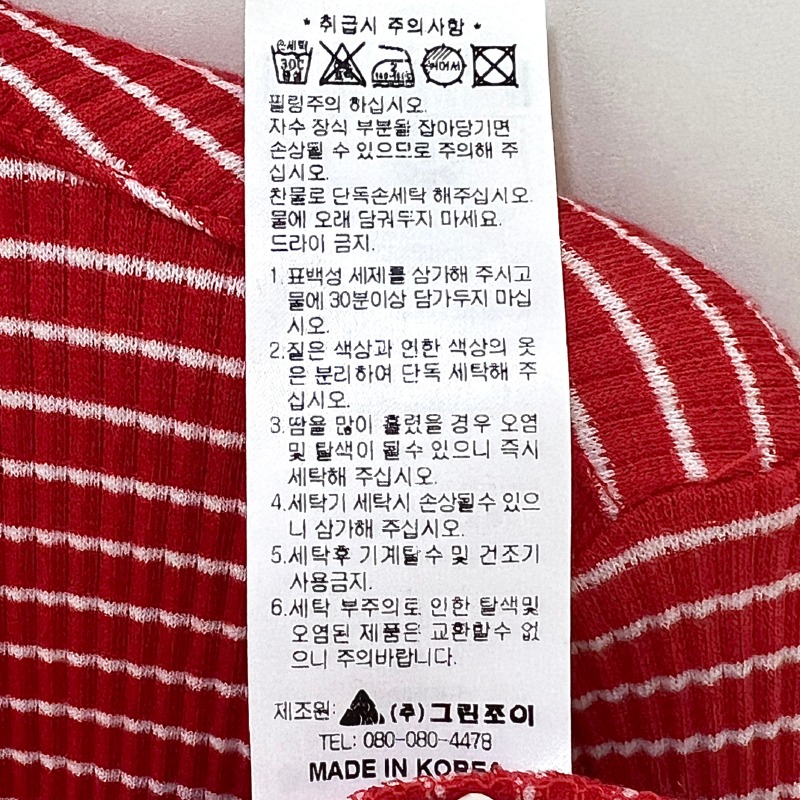 * 취급시 주의사항 *
손세탁
30℃
중성
필링주의 하십시오.
자수 장식 부분을 잡아당기면
손상될 수 있으므로 주의해 주
십시오.
찬물로 단독손세탁 해주십시오.
물에 오래 담궈두지 마세요.
드라이 금지.
1.표백성 세제를 삼가해 주시고
물에 30분이상 담가두지 마십
시오.
2.짙은 색상과 연한 색상의 옷
은 분리하여 단독 세탁해 주
십시오.
3.땀을 많이 흘렸을 경우 오염
및 탈색이 될 수 있으니 즉시
세탁해 주십시오.
4.세탁기 세탁시 손상될수 있으
니 삼가해 주십시오.
5.세탁후 기계탈수 및 건조기
사용금지.
6.세탁 부주의로 인한 탈색및
오염된 제품은 교환할수 없
으니 주의바랍니다.
제조원: (주)그린조이
TEL: 080-080-4478
MADE IN KOREA